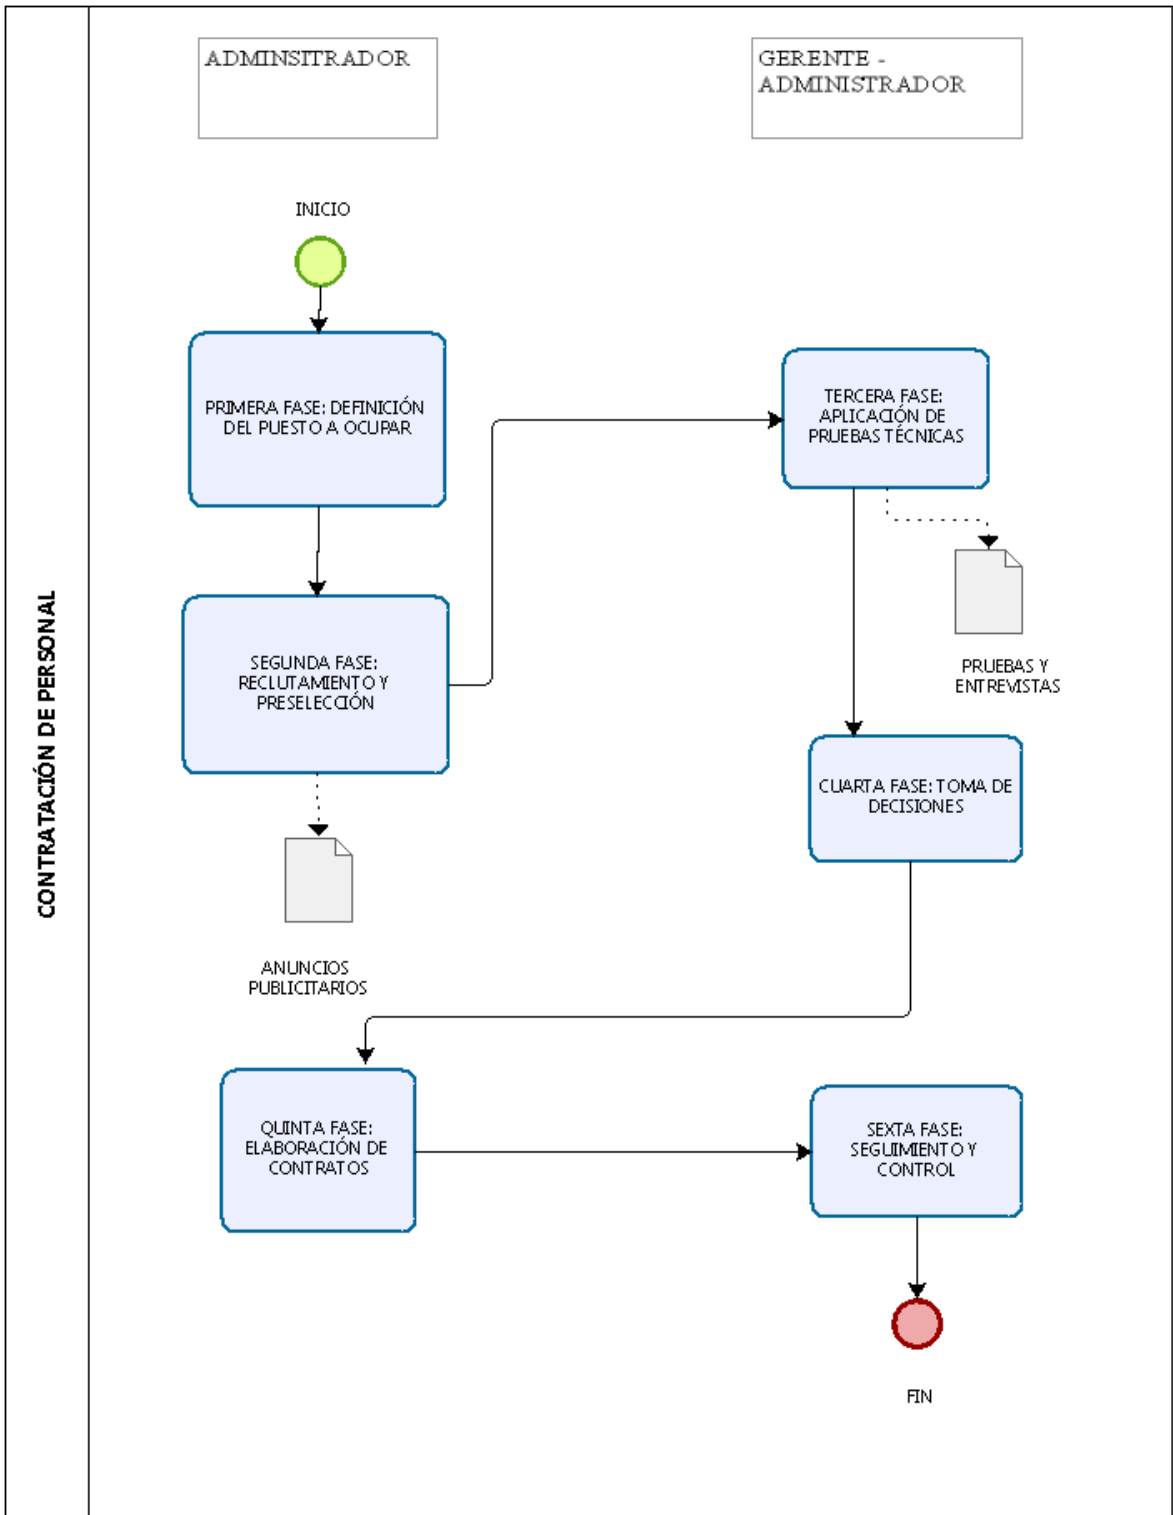 CONTRATACIÓN DE PERSONAL
ADMINSITRADOR
GERENTE -
ADMINISTRADOR
INICIO
PRIMERA FASE: DEFINICIÓN
DEL PUESTO A OCUPAR
TERCERA FASE:
APLICACIÓN DE
PRUEBAS TÉCNICAS
SEGUNDA FASE:
RECLUTAMIENTO Y
PRESELECCIÓN
PRUEBAS Y
ENTREVISTAS
CUARTA FASE: TOMA DE
DECISIONES
ANUNCIOS
PUBLICITARIOS
QUINTA FASE:
ELABORACIÓN DE
CONTRATOS
SEXTA FASE:
SEGUIMIENTO Y
CONTROL
FIN